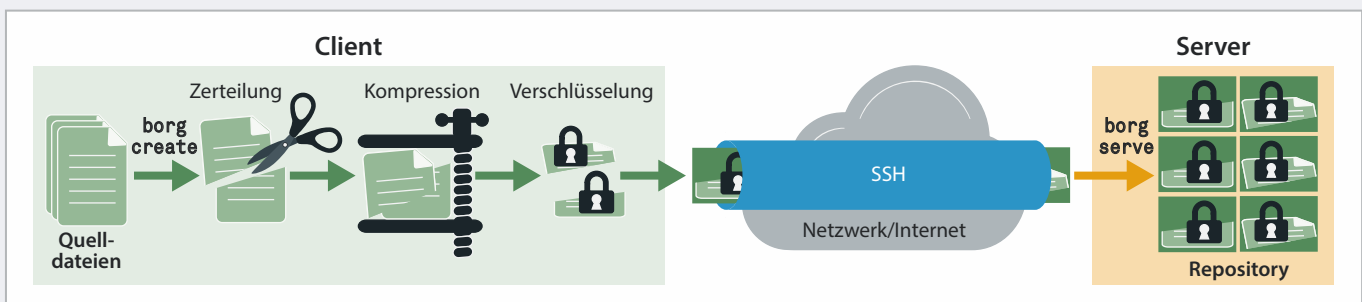 Client
Server
Zerteilung
Kompression
Verschlüsselung
borg
create
Quell-
dateien
SSH
Netzwerk/Internet
borg
serve
Repository